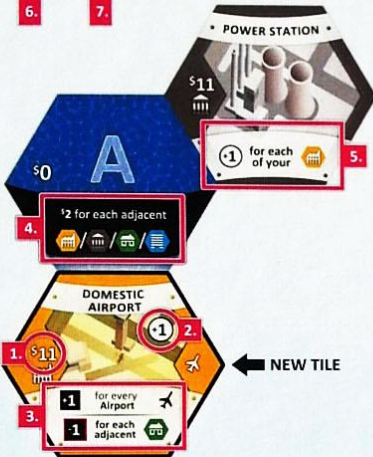 6. 7.
POWER STATION
$11
+1 for each
of your
5.
A
$0
$2 for each adjacent
/ / /
4.
DOMESTIC
AIRPORT
+1
2.
1.
$11
NEW TILE
+1 for every
Airport
-1 for each
adjacent
3.